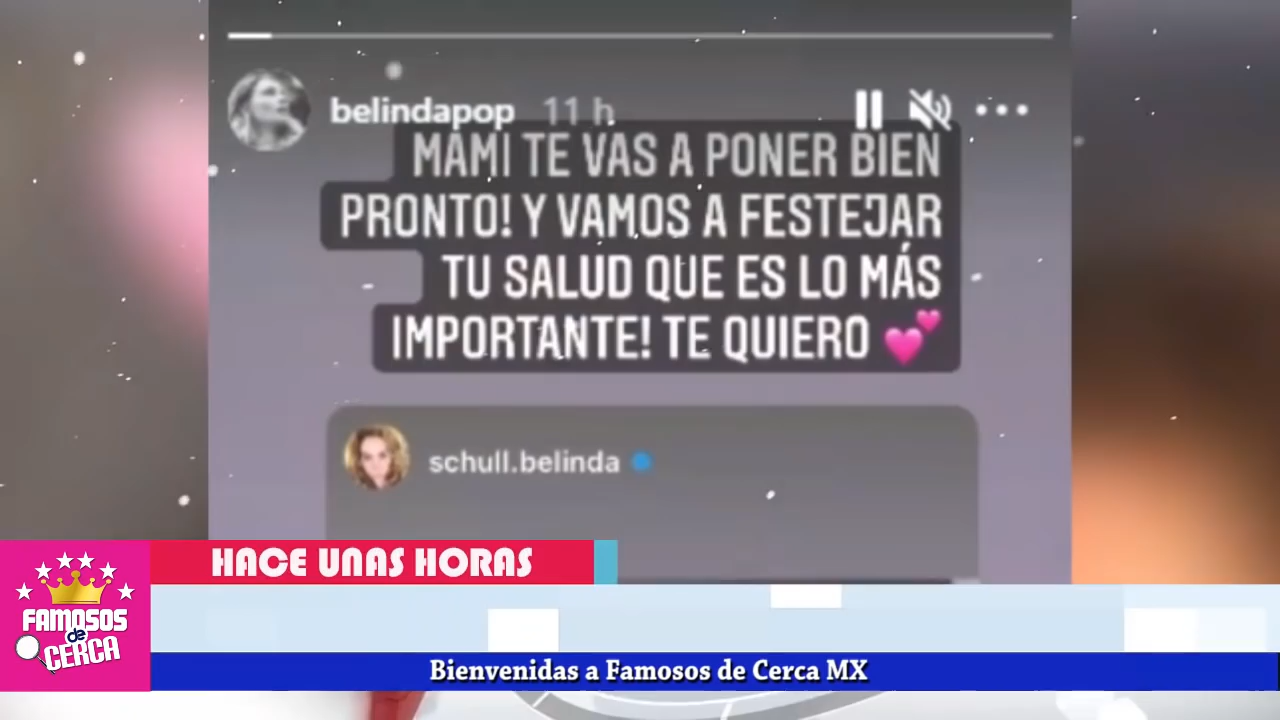 belindapop 11 h
MAMI TE VAS A PONER BIEN
PRONTO! Y VAMOS A FESTEJAR
TU SALUD QUE ES LO MÁS
IMPORTANTE! TE QUIERO 💕
schull.belinda
HACE UNAS HORAS
FAMOSOS
de
CERCA
Bienvenidas a Famosos de Cerca MX